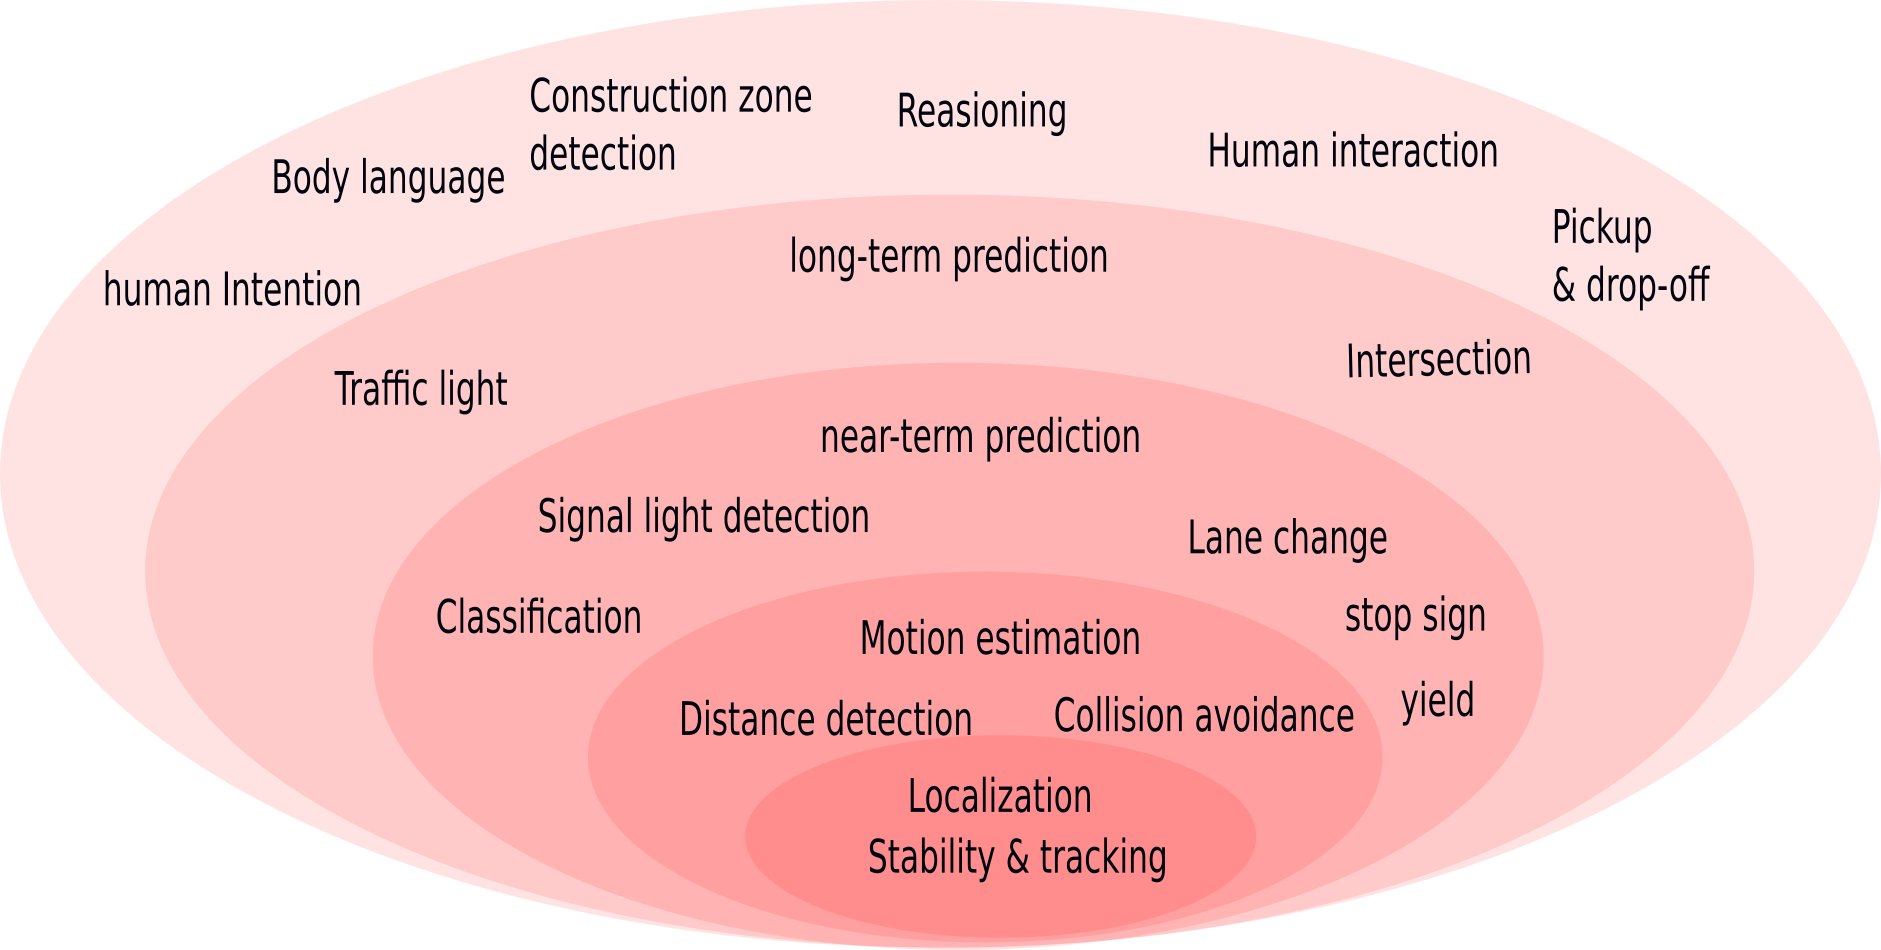 Construction zone
detection
Reasioning
Human interaction
Body language
Pickup
& drop-off
human Intention
long-term prediction
Intersection
Traffic light
near-term prediction
Signal light detection
Lane change
Classification
stop sign
Motion estimation
yield
Distance detection
Collision avoidance
Localization
Stability & tracking